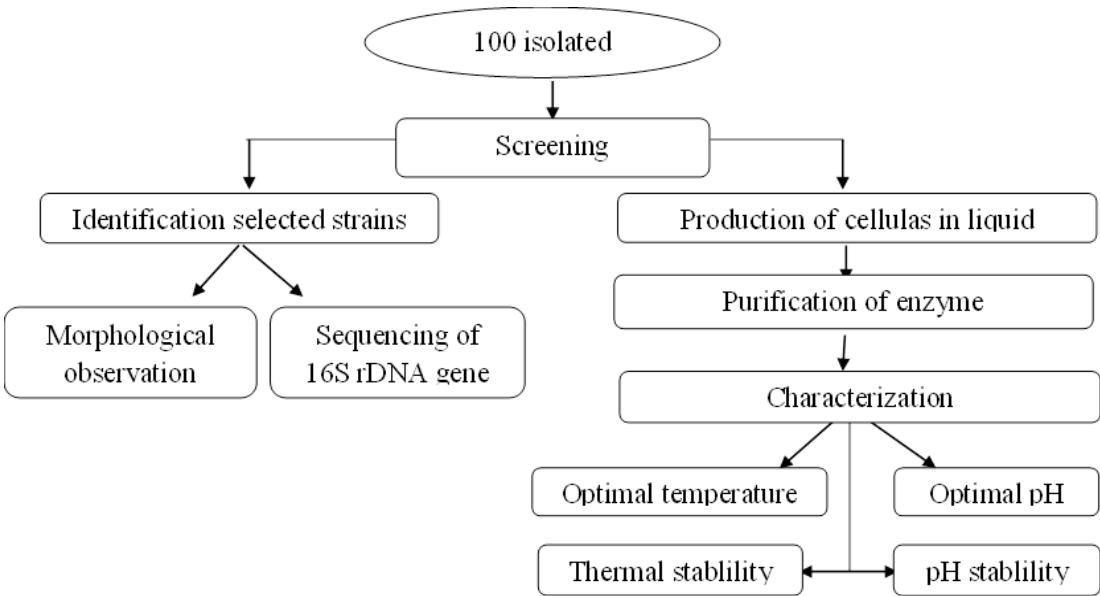 100 isolated
Screening
Identification selected strains
Production of cellulas in liquid
Purification of enzyme
Morphological
observation
Sequencing of
16S rDNA gene
Characterization
Optimal temperature
Optimal pH
Thermal stablility
pH stablility